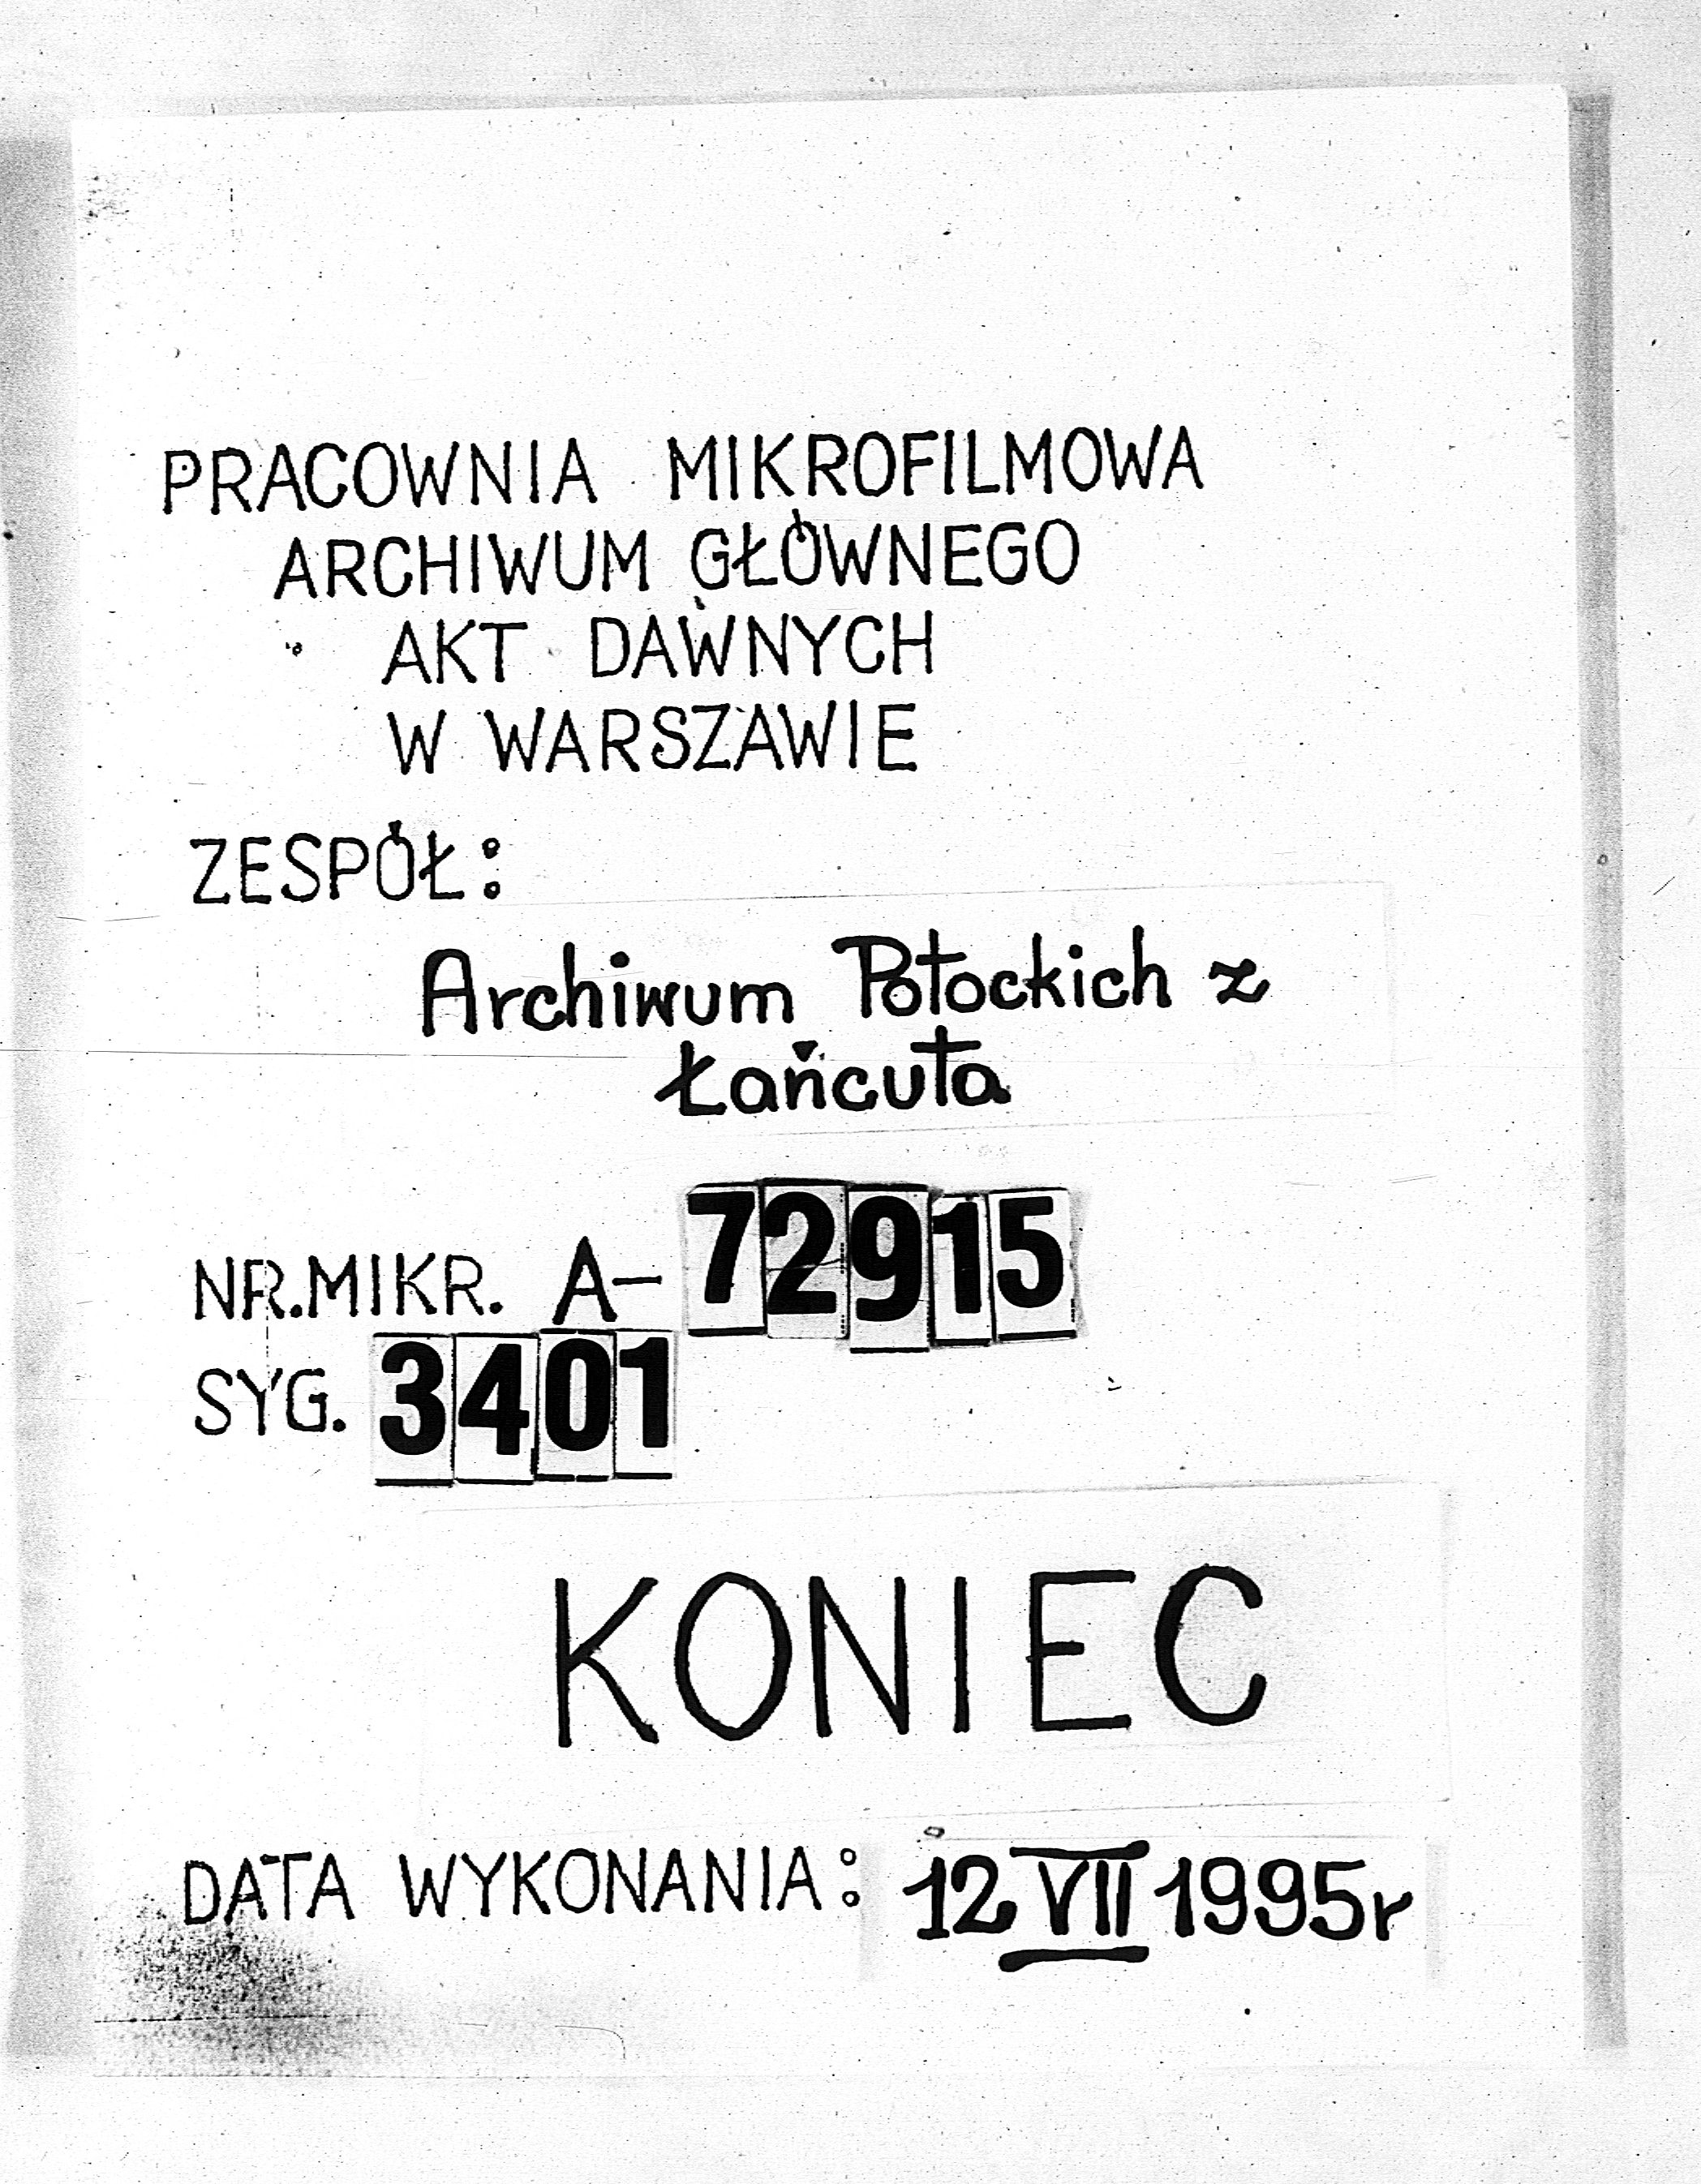 PRACOWNIA MIKROFILMOWA
ARCHIWUM GŁÓWNEGO
AKT DAWNYCH
W WARSZAWIE
ZESPÓŁ:
Archiwum Potockich z
Łańcuta
NR.MIKR. A-72915
SYG. 3401
KONIEC
DATA WYKONANIA: 12 VII 1995r